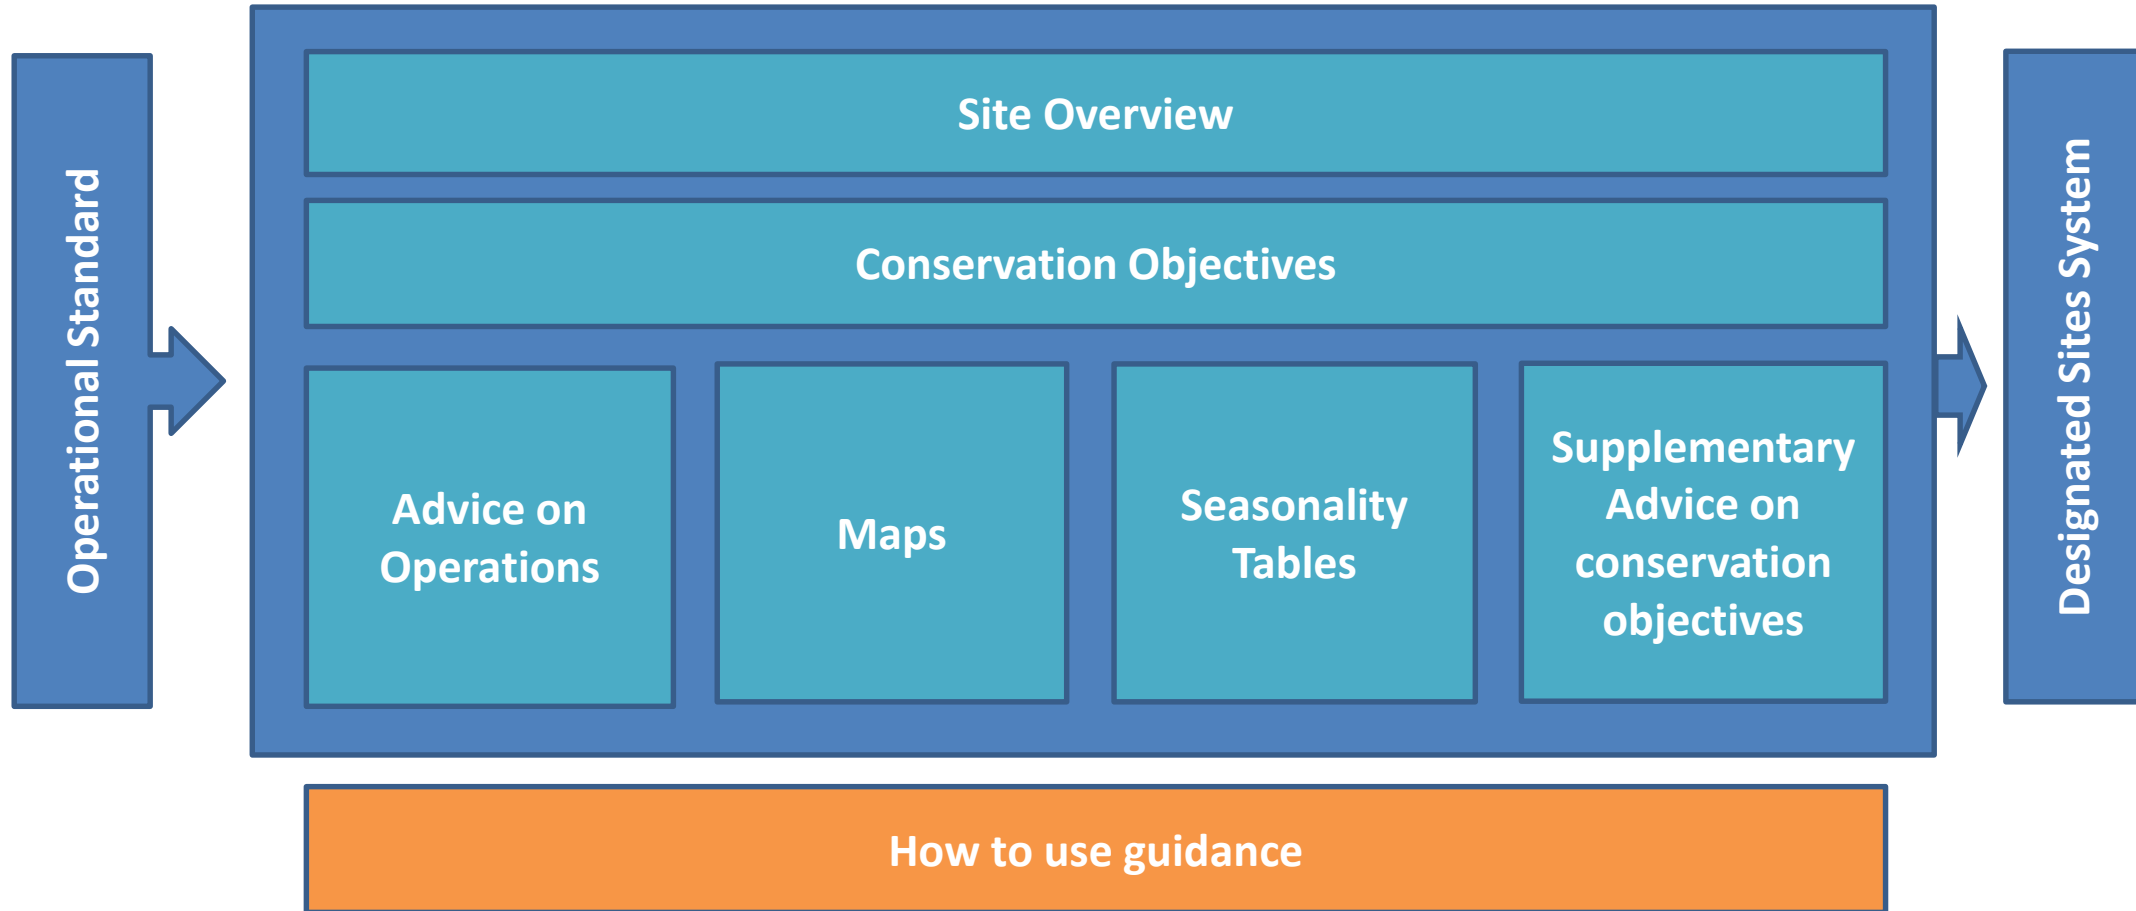 Operational Standard
Site Overview
Conservation Objectives
Advice on
Operations
Maps
Seasonality
Tables
Supplementary
Advice on
conservation
objectives
Designated Sites System
How to use guidance